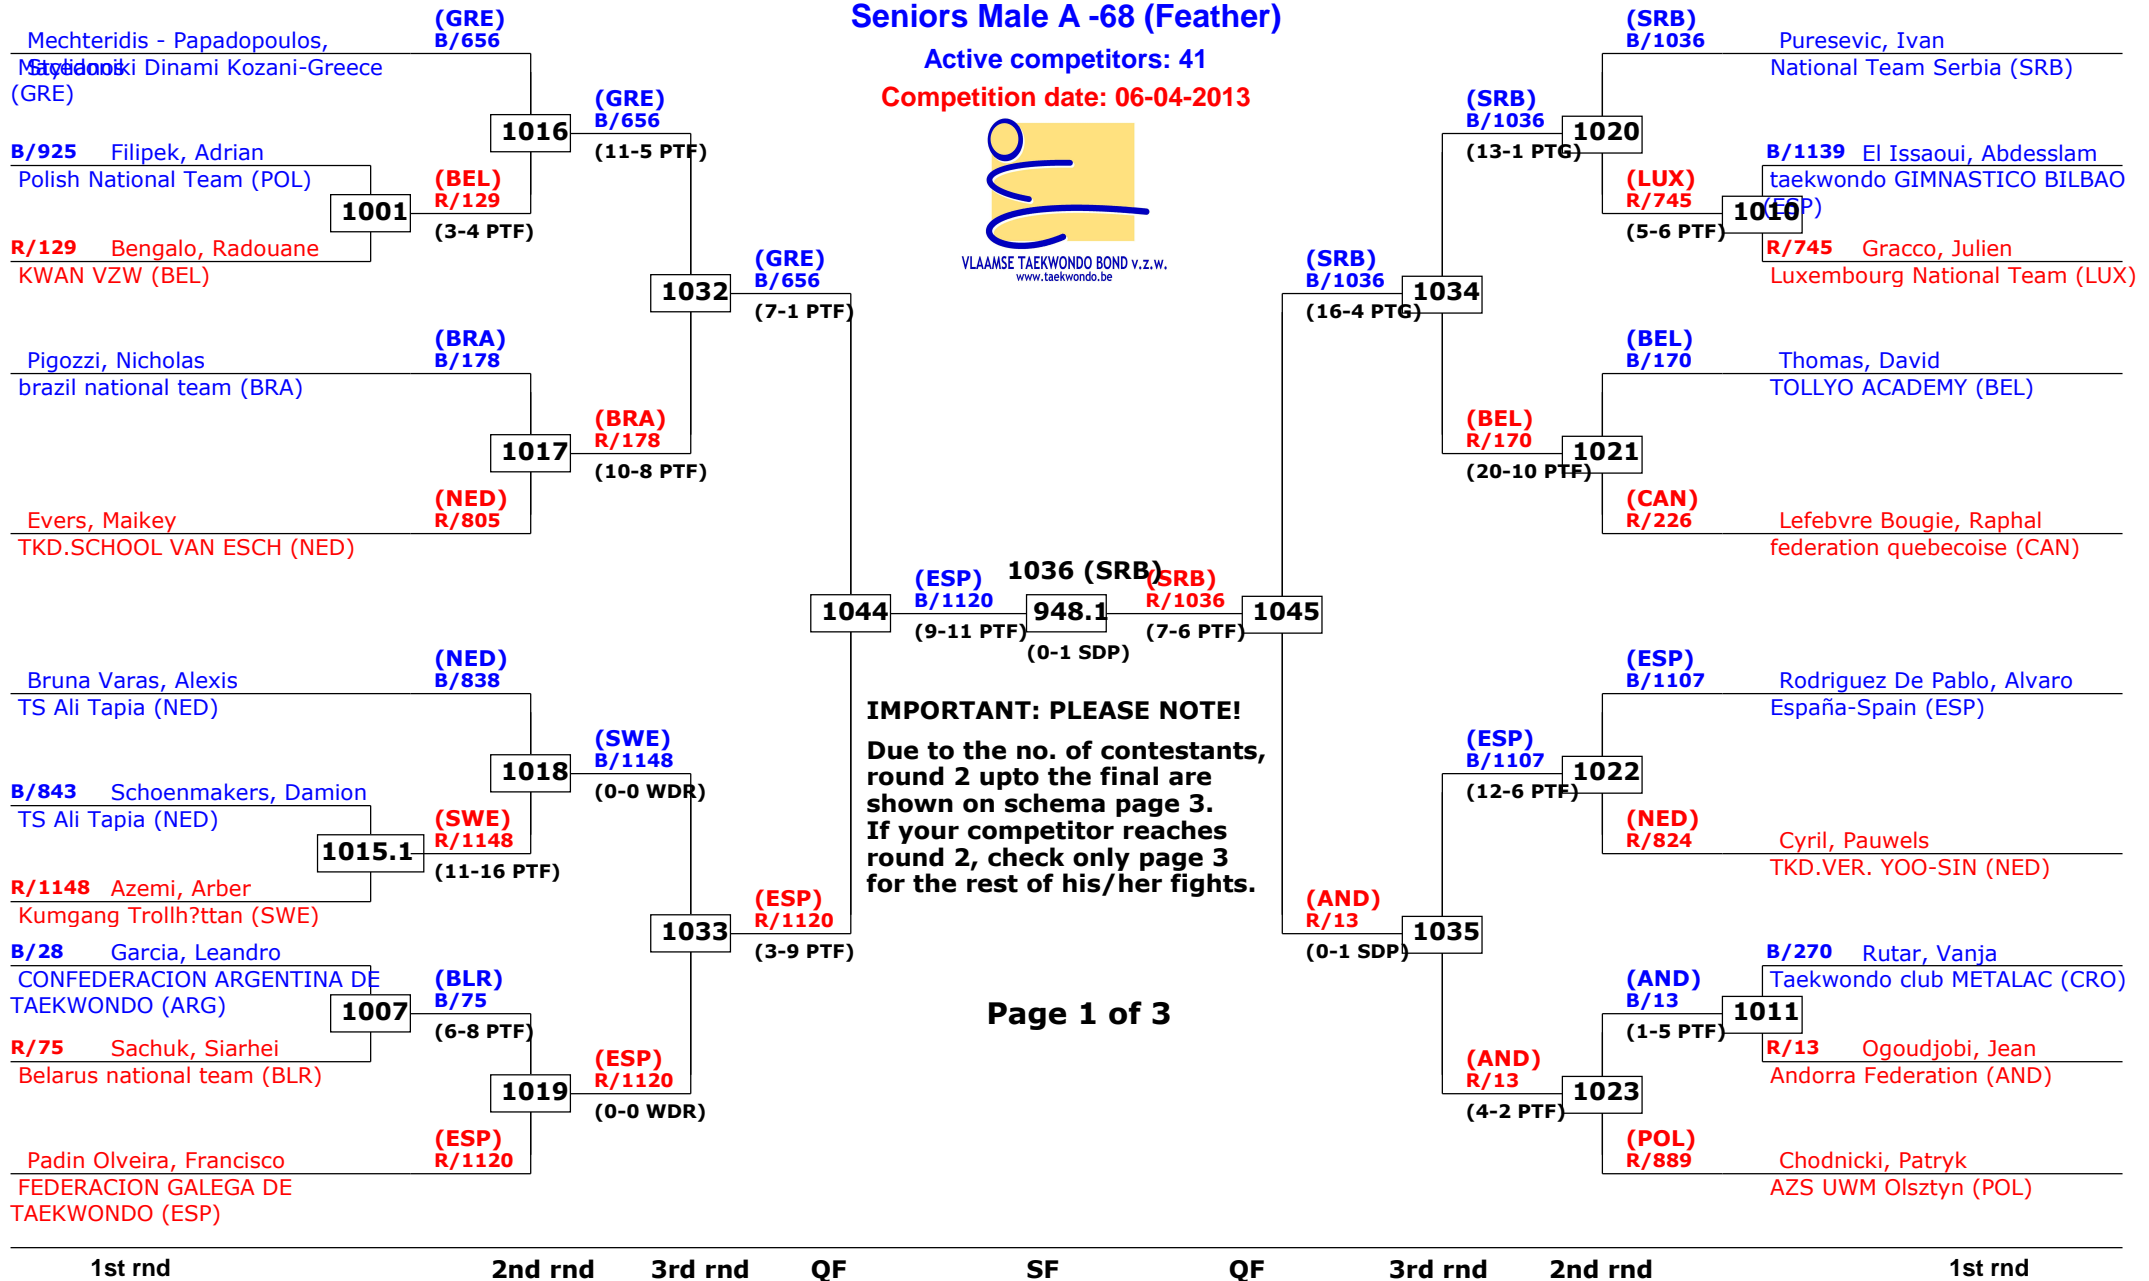 Seniors Male A -68 (Feather)
Active competitors: 41
Competition date: 06-04-2013
VLAAMSE TAEKWONDO BOND v.z.w.
www.taekwondo.be
(GRE)
B/656
Mechteridis - Papadopoulos,
Stylianos
Macedoniki Dinami Kozani-Greece
(GRE)
B/925 Filipek, Adrian
Polish National Team (POL)
1001
R/129 Bengalo, Radouane
KWAN VZW (BEL)
(BEL)
R/129
(3-4 PTF)
1016
(GRE)
B/656
(11-5 PTF)
(BRA)
B/178
Pigozzi, Nicholas
brazil national team (BRA)
1017
(BRA)
R/178
(10-8 PTF)
(NED)
R/805
Evers, Maikey
TKD.SCHOOL VAN ESCH (NED)
1032
(GRE)
B/656
(7-1 PTF)
(NED)
B/838
Bruna Varas, Alexis
TS Ali Tapia (NED)
B/843 Schoenmakers, Damion
TS Ali Tapia (NED)
1015.1
R/1148 Azemi, Arber
Kumgang Trollh?ttan (SWE)
(SWE)
R/1148
(11-16 PTF)
1018
(SWE)
B/1148
(0-0 WDR)
B/28 Garcia, Leandro
CONFEDERACION ARGENTINA DE
TAEKWONDO (ARG)
1007
R/75 Sachuk, Siarhei
Belarus national team (BLR)
(BLR)
B/75
(6-8 PTF)
1019
(ESP)
R/1120
(0-0 WDR)
(ESP)
R/1120
Padin Olveira, Francisco
FEDERACION GALEGA DE
TAEKWONDO (ESP)
1033
(ESP)
R/1120
(3-9 PTF)
1044
(ESP)
B/1120
(9-11 PTF)
1036 (SRB)
948.1
(0-1 SDP)
(SRB)
R/1036
(7-6 PTF)
1045
IMPORTANT: PLEASE NOTE!
Due to the no. of contestants,
round 2 upto the final are
shown on schema page 3.
If your competitor reaches
round 2, check only page 3
for the rest of his/her fights.
Page 1 of 3
(SRB)
B/1036
(16-4 PTG)
1034
(SRB)
B/1036
(13-1 PTG)
1020
(SRB)
B/1036
Puresevic, Ivan
National Team Serbia (SRB)
B/1139 El Issaoui, Abdesslam
taekwondo GIMNASTICO BILBAO
(ESP)
1010
R/745 Gracco, Julien
Luxembourg National Team (LUX)
(LUX)
R/745
(5-6 PTF)
(BEL)
B/170
Thomas, David
TOLLYO ACADEMY (BEL)
1021
(BEL)
R/170
(20-10 PTF)
(CAN)
R/226
Lefebvre Bougie, Raphal
federation quebecoise (CAN)
(ESP)
B/1107
Rodriguez De Pablo, Alvaro
España-Spain (ESP)
1022
(ESP)
B/1107
(12-6 PTF)
(NED)
R/824
Cyril, Pauwels
TKD.VER. YOO-SIN (NED)
(AND)
R/13
(0-1 SDP)
1035
B/270 Rutar, Vanja
Taekwondo club METALAC (CRO)
1011
R/13 Ogoudjobi, Jean
Andorra Federation (AND)
(AND)
B/13
(1-5 PTF)
1023
(AND)
R/13
(4-2 PTF)
(POL)
R/889
Chodnicki, Patryk
AZS UWM Olsztyn (POL)
1st rnd 2nd rnd 3rd rnd QF SF QF 3rd rnd 2nd rnd 1st rnd